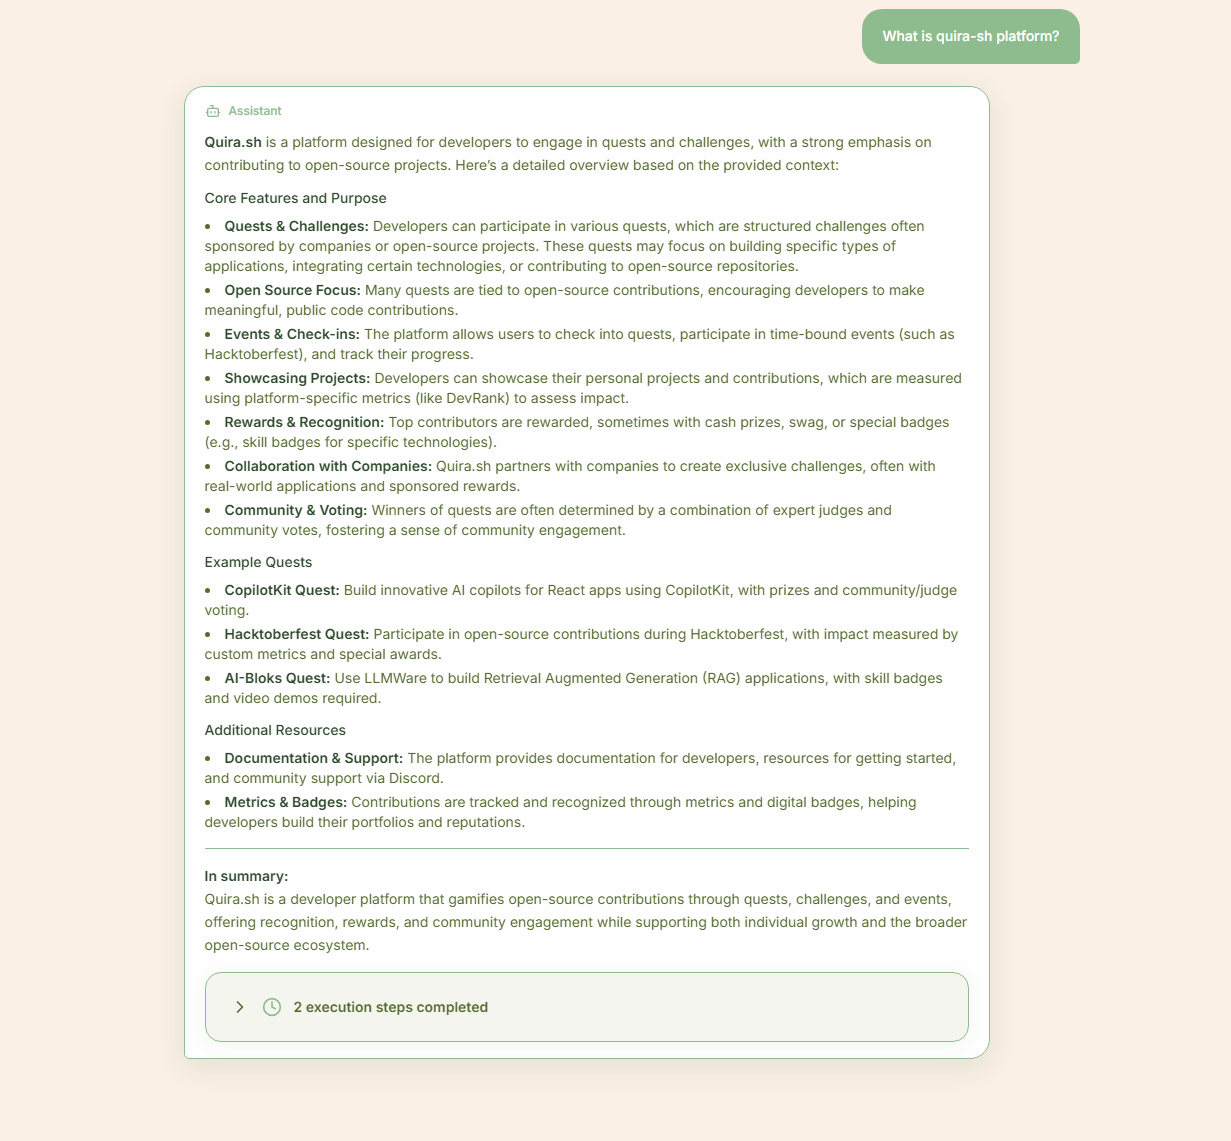 What is quira-sh platform?
Assistant
Quira.sh is a platform designed for developers to engage in quests and challenges, with a strong emphasis on
contributing to open-source projects. Here’s a detailed overview based on the provided context:
Core Features and Purpose
• Quests & Challenges: Developers can participate in various quests, which are structured challenges often
sponsored by companies or open-source projects. These quests may focus on building specific types of
applications, integrating certain technologies, or contributing to open-source repositories.
• Open Source Focus: Many quests are tied to open-source contributions, encouraging developers to make
meaningful, public code contributions.
• Events & Check-ins: The platform allows users to check into quests, participate in time-bound events (such as
Hacktoberfest), and track their progress.
• Showcasing Projects: Developers can showcase their personal projects and contributions, which are measured
using platform-specific metrics (like DevRank) to assess impact.
• Rewards & Recognition: Top contributors are rewarded, sometimes with cash prizes, swag, or special badges
(e.g., skill badges for specific technologies).
• Collaboration with Companies: Quira.sh partners with companies to create exclusive challenges, often with
real-world applications and sponsored rewards.
• Community & Voting: Winners of quests are often determined by a combination of expert judges and
community votes, fostering a sense of community engagement.
Example Quests
• CopilotKit Quest: Build innovative AI copilots for React apps using CopilotKit, with prizes and community/judge
voting.
• Hacktoberfest Quest: Participate in open-source contributions during Hacktoberfest, with impact measured by
custom metrics and special awards.
• AI-Bloks Quest: Use LLMWare to build Retrieval Augmented Generation (RAG) applications, with skill badges
and video demos required.
Additional Resources
• Documentation & Support: The platform provides documentation for developers, resources for getting started,
and community support via Discord.
• Metrics & Badges: Contributions are tracked and recognized through metrics and digital badges, helping
developers build their portfolios and reputations.
In summary:
Quira.sh is a developer platform that gamifies open-source contributions through quests, challenges, and events,
offering recognition, rewards, and community engagement while supporting both individual growth and the broader
open-source ecosystem.
2 execution steps completed